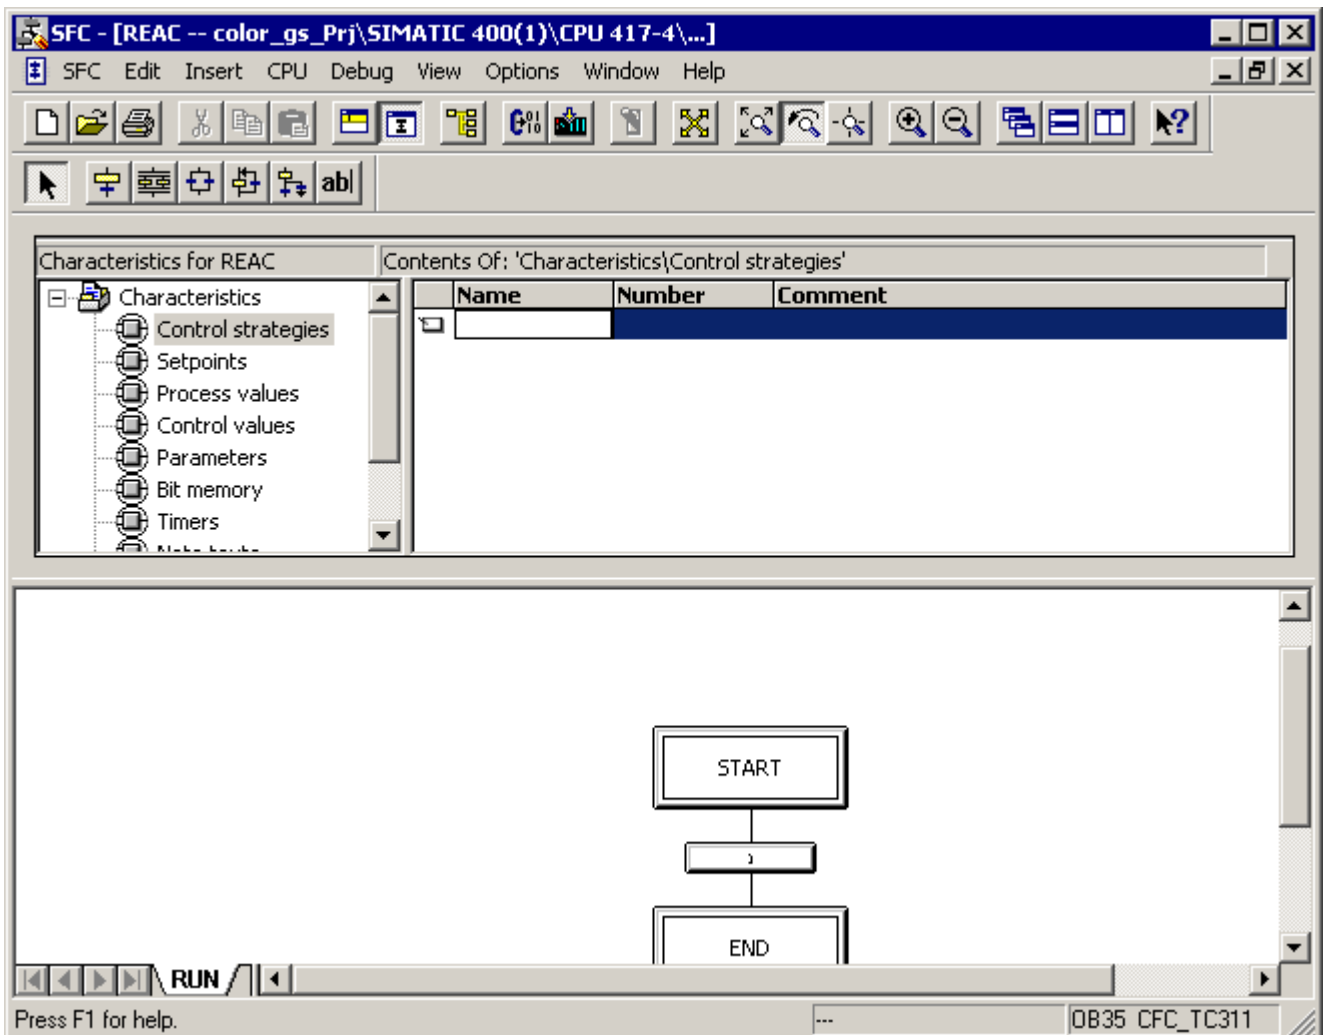 SFC - [REAC -- color_gs_Prj\SIMATIC 400(1)\CPU 417-4\...]
SFC Edit Insert CPU Debug View Options Window Help
abl
Characteristics for REAC Contents Of: 'Characteristics\Control strategies'
Characteristics Name Number Comment
Control strategies
Setpoints
Process values
Control values
Parameters
Bit memory
Timers
START
END
RUN
Press F1 for help. --- OB35 CFC_TC311